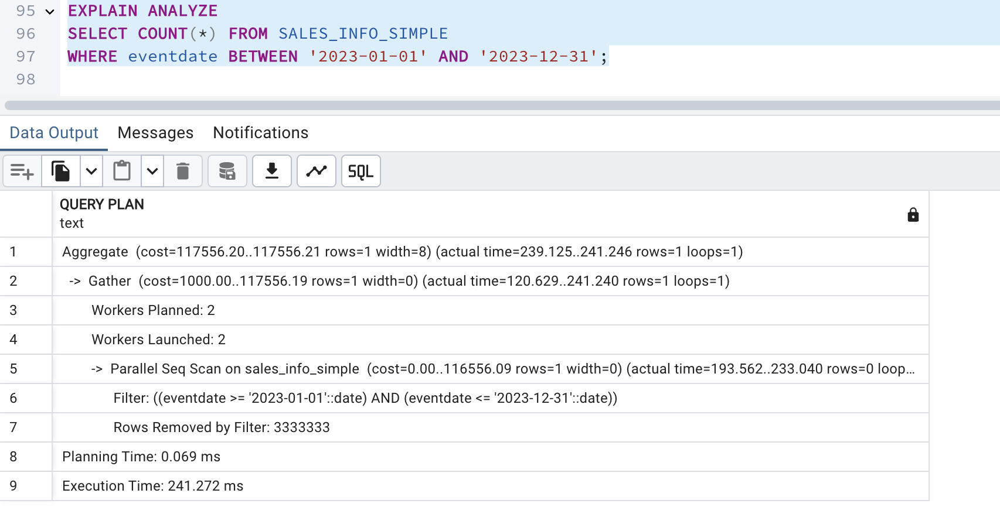 95 EXPLAIN ANALYZE
96 SELECT COUNT(*) FROM SALES_INFO_SIMPLE
97 WHERE eventdate BETWEEN '2023-01-01' AND '2023-12-31';
98
Data Output Messages Notifications
SQL
QUERY PLAN
text
1 Aggregate (cost=117556.20..117556.21 rows=1 width=8) (actual time=239.125..241.246 rows=1 loops=1)
2 -> Gather (cost=1000.00..117556.19 rows=1 width=0) (actual time=120.629..241.240 rows=1 loops=1)
3 Workers Planned: 2
4 Workers Launched: 2
5 -> Parallel Seq Scan on sales_info_simple (cost=0.00..116556.09 rows=1 width=0) (actual time=193.562..233.040 rows=0 loop...
6 Filter: ((eventdate >= '2023-01-01'::date) AND (eventdate <= '2023-12-31'::date))
7 Rows Removed by Filter: 3333333
8 Planning Time: 0.069 ms
9 Execution Time: 241.272 ms